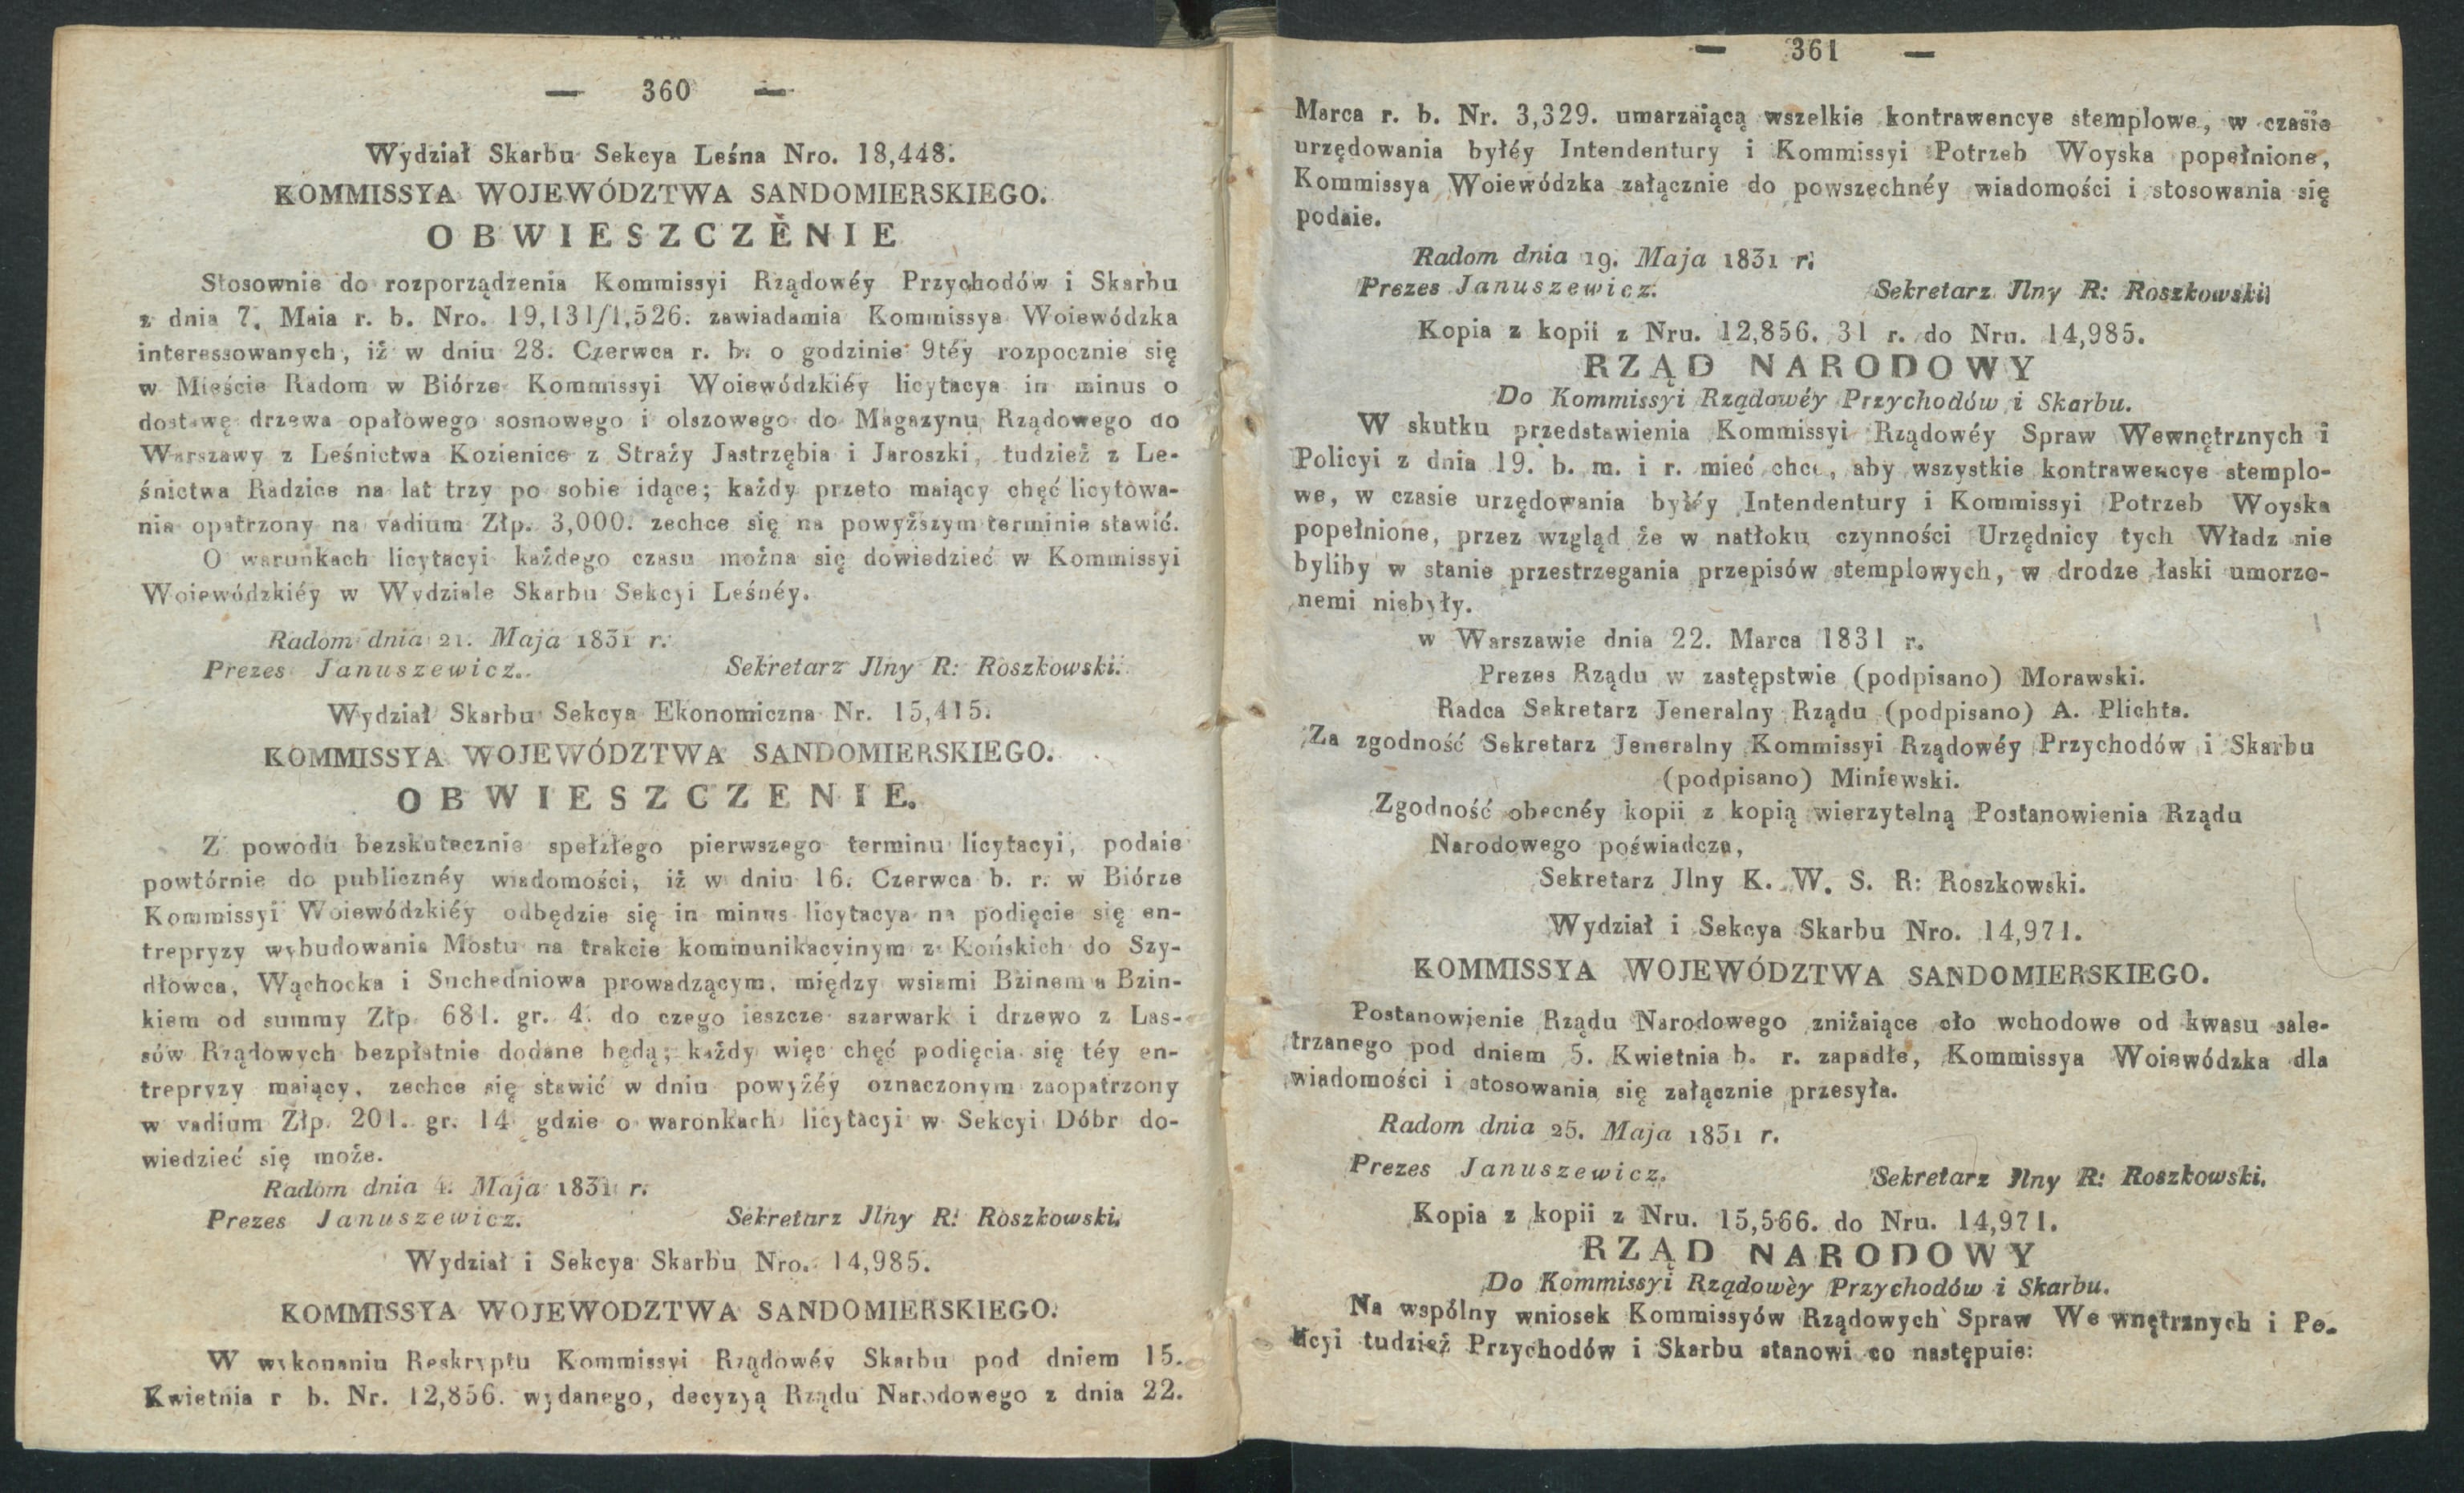 — 360 —
Wydział Skarbu Sekcya Leśna Nro. 18,448.
KOMMISSYA WOJEWÓDZTWA SANDOMIERSKIEGO.
OBWIESZCZENIE
Stosownie do rozporządzenia Kommissyi Rządowéy Przychodów i Skarbu
z dnia 7. Maia r. b. Nro. 19,131/1,526. zawiadamia Kommissya Woiewódzka
interessowanych, iż w dniu 28. Czerwca r. b. o godzinie 9téy rozpocznie się
w Mieście Radom w Biórze Kommissyi Woiewódzkiéy licytacya in minus o
dostawę drzewa opałowego sosnowego i olszowego do Magazynu Rządowego do
Warszawy z Leśnictwa Kozienice z Straży Jastrzębia i Jaroszki, tudzież z Le-
śnictwa Radzice na lat trzy po sobie idące; każdy przeto maiący chęć licytowa-
nia opatrzony na vadium Złp. 3,000. zechce się na powyższym terminie stawić.
O warunkach licytacyi każdego czasu można się dowiedzieć w Kommissyi
Woiewódzkiéy w Wydziale Skarbu Sekcyi Leśnéy.
Radom dnia 21. Maja 1831 r.
Prezes Januszewicz. Sekretarz Jlny R: Roszkowski.
Wydział Skarbu Sekcya Ekonomiczna Nr. 15,415.
KOMMISSYA WOJEWÓDZTWA SANDOMIERSKIEGO.
OBWIESZCZENIE.
Z powodu bezskutecznie spełzłego pierwszego terminu licytacyi, podaie
powtórnie do publicznéy wiadomości, iż w dniu 16. Czerwca b. r. w Biórze
Kommissyi Woiewódzkiéy odbędzie się in minus licytacya na podięcie się en-
trepryzy wybudowania Mostu na trakcie kommunikacyinym z Końskich do Szy-
dłowca, Wąchocka i Suchedniowa prowadzącym, między wsiami Bzinem a Bzin-
kiem od summy Złp. 681. gr. 4. do czego ieszcze szarwark i drzewo z Las-
sów Rządowych bezpłatnie dodane będą; każdy więc chęć podięcia się téy en-
trepryzy maiący, zechce się stawić w dniu powyżéy oznaczonym zaopatrzony
w vadium Złp. 201. gr. 14 gdzie o waronkach licytacyi w Sekcyi Dóbr do-
wiedzieć się może.
Radom dnia 4. Maja 1831 r.
Prezes Januszewicz. Sekretarz Jlny R: Roszkowski.
Wydział i Sekcya Skarbu Nro. 14,985.
KOMMISSYA WOJEWODZTWA SANDOMIERSKIEGO.
W wykonaniu Reskryptu Kommissyi Rządowéy Skarbu pod dniem 15.
Kwietnia r b. Nr. 12,856. wydanego, decyzyą Rządu Narodowego z dnia 22.
— 361 —
Marca r. b. Nr. 3,329. umarzaiącą wszelkie kontrawencye stemplowe, w czasie
urzędowania byłéy Intendentury i Kommissyi Potrzeb Woyska popełnione,
Kommissya Woiewódzka załącznie do powszechnéy wiadomości i stosowania się
podaie.
Radom dnia 19. Maja 1831 r.
Prezes Januszewicz. Sekretarz Jlny R: Roszkowski.
Kopia z kopii z Nru. 12,856. 31 r. do Nru. 14,985.
RZĄD NARODOWY
Do Kommissyi Rządowéy Przychodów i Skarbu.
W skutku przedstawienia Kommissyi Rządowéy Spraw Wewnętrznych i
Policyi z dnia 19. b. m. i r. mieć chce, aby wszystkie kontrawencye stemplo-
we, w czasie urzędowania byłéy Intendentury i Kommissyi Potrzeb Woyska
popełnione, przez wzgląd że w natłoku czynności Urzędnicy tych Władz nie
byliby w stanie przestrzegania przepisów stemplowych, w drodze łaski umorzo-
nemi niebyły.
w Warszawie dnia 22. Marca 1831 r.
Prezes Rządu w zastępstwie (podpisano) Morawski.
Radca Sekretarz Jeneralny Rządu (podpisano) A. Plichta.
Za zgodność Sekretarz Jeneralny Kommissyi Rządowéy Przychodów i Skarbu
(podpisano) Miniewski.
Zgodność obecnéy kopii z kopią wierzytelną Postanowienia Rządu
Narodowego poświadcza,
Sekretarz Jlny K. W. S. R: Roszkowski.
Wydział i Sekcya Skarbu Nro. 14,971.
KOMMISSYA WOJEWÓDZTWA SANDOMIERSKIEGO.
Postanowienie Rządu Narodowego zniżaiące cło wchodowe od kwasu sale-
trzanego pod dniem 5. Kwietnia b. r. zapadłe, Kommissya Woiewódzka dla
wiadomości i stosowania się załącznie przesyła.
Radom dnia 25. Maja 1831 r.
Prezes Januszewicz. Sekretarz Jlny R: Roszkowski.
Kopia z kopii z Nru. 15,566. do Nru. 14,971.
RZĄD NARODOWY
Do Kommissyi Rządowèy Przychodów i Skarbu.
Na wspólny wniosek Kommissyów Rządowych Spraw Wewnętrznych i Po-
licyi tudzież Przychodów i Skarbu stanowi co następuie: